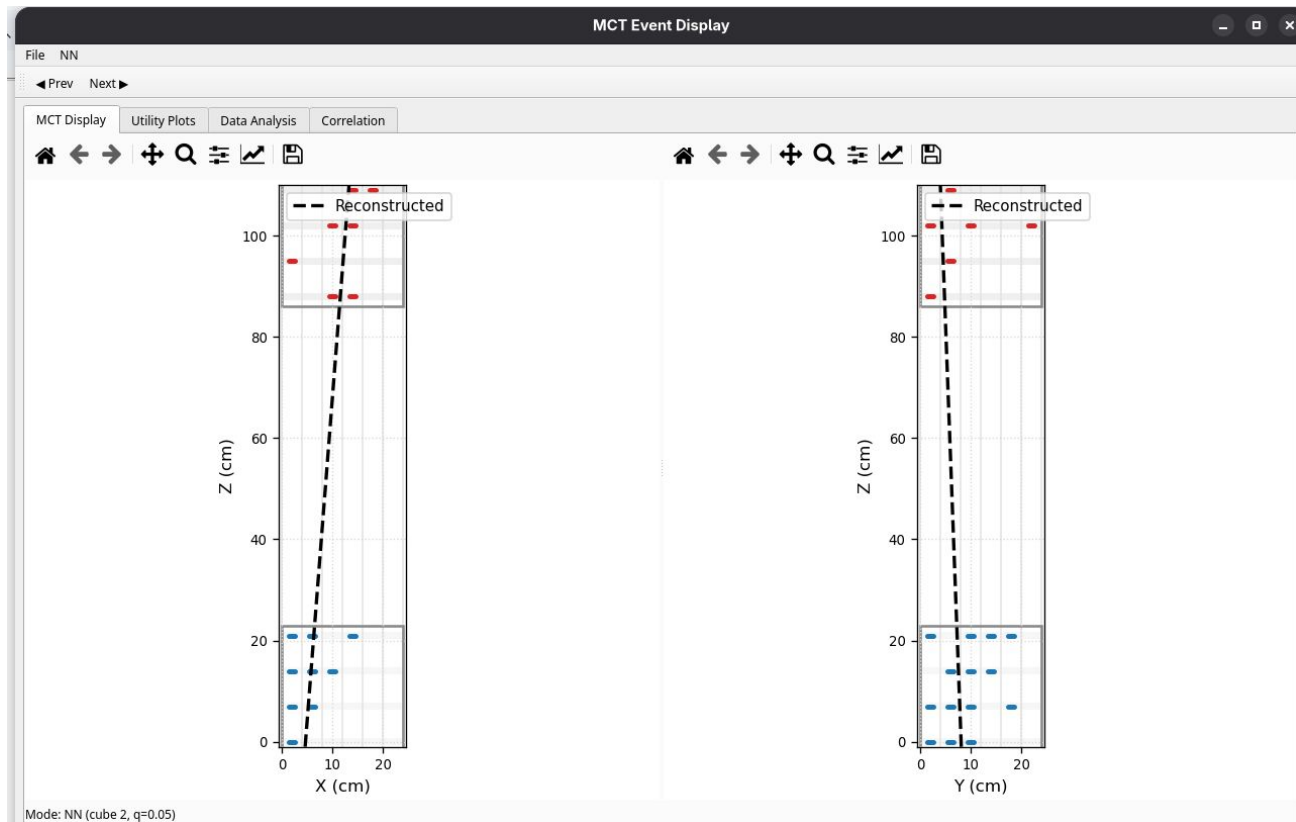 MCT Event Display
File NN
◀ Prev Next ▶
MCT Display Utility Plots Data Analysis Correlation
Reconstructed
100
80
60
40
20
0
Z (cm)
0 10 20
X (cm)
Reconstructed
100
80
60
40
20
0
Z (cm)
0 10 20
Y (cm)
Mode: NN (cube 2, q=0.05)